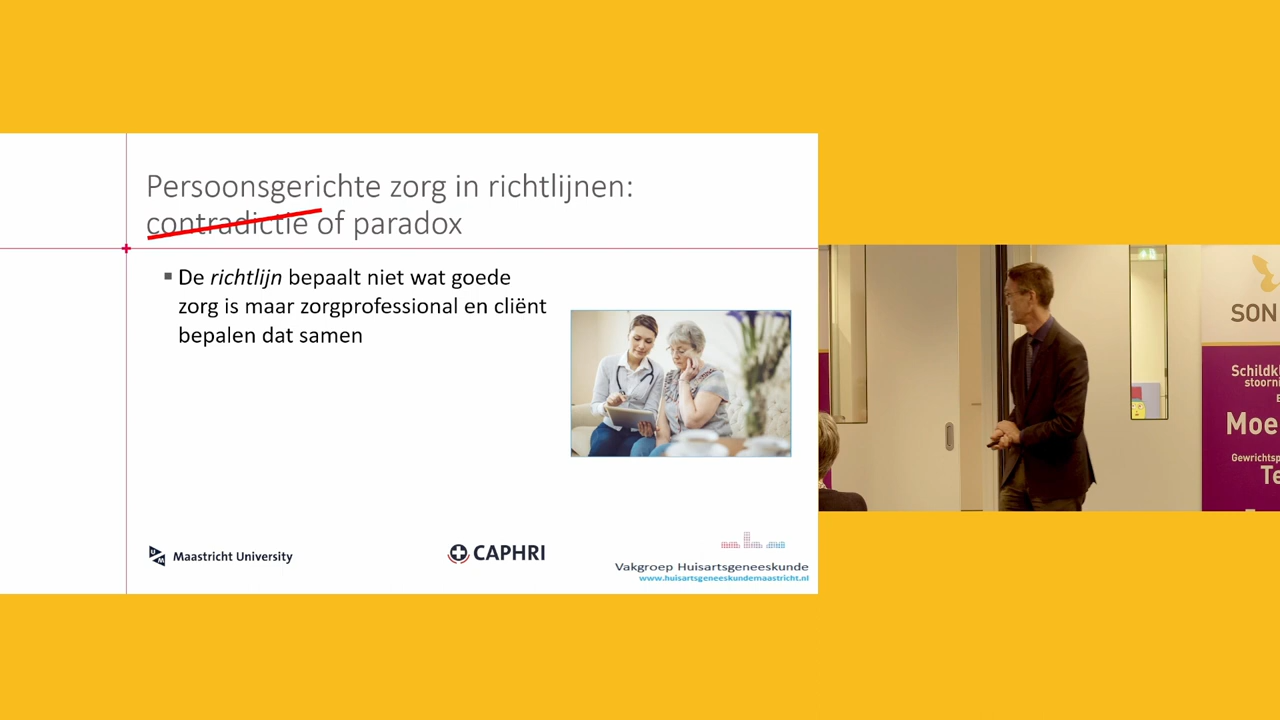 Persoonsgerichte zorg in richtlijnen:
contradictie of paradox
De richtlijn bepaalt niet wat goede
zorg is maar zorgprofessional en cliënt
bepalen dat samen
Maastricht University
CAPHRI
Vakgroep Huisartsgeneeskunde
www.huisartsgeneeskundemaastricht.nl
SON
Schildk
stoorni
Moe
Gewrichtsp
Te